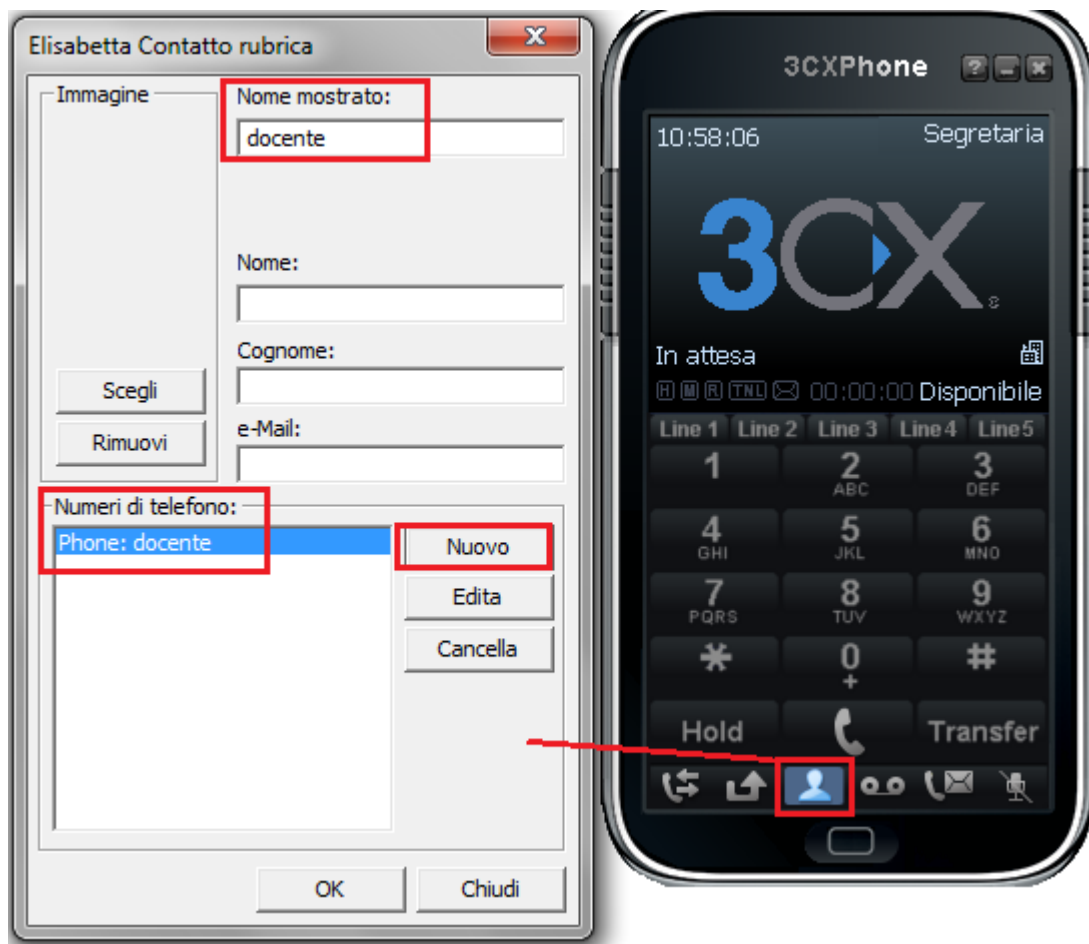 Elisabetta Contatto rubrica
x
Immagine
Nome mostrato:
docente
Nome:
Cognome:
Scegli
e-Mail:
Rimuovi
Numeri di telefono:
Phone: docente
Nuovo
Edita
Cancella
OK
Chiudi
3CXPhone
10:58:06
Segretaria
3CX
In attesa
H M R TNL 00:00:00 Disponibile
Line 1 Line 2 Line 3 Line 4 Line5
1 2 3
ABC DEF
4 5 6
GHI JKL MNO
7 8 9
PQRS TUV WXYZ
* 0 #
+
Hold Transfer